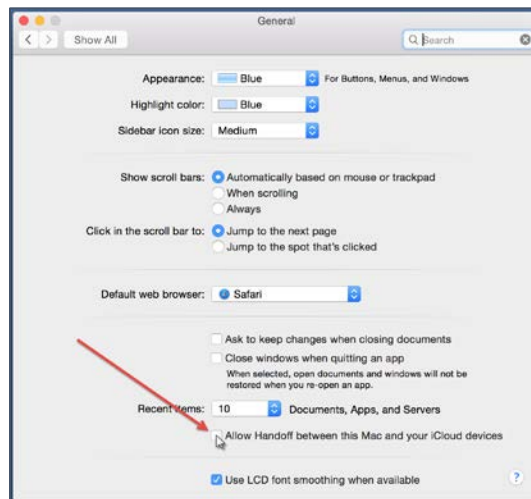 General
Show All
Search
Appearance: Blue For Buttons, Menus, and Windows
Highlight color: Blue
Sidebar icon size: Medium
Show scroll bars: Automatically based on mouse or trackpad
When scrolling
Always
Click in the scroll bar to: Jump to the next page
Jump to the spot that's clicked
Default web browser: Safari
Ask to keep changes when closing documents
Close windows when quitting an app
When selected, open documents and windows will not be
restored when you re-open an app.
Recent items: 10 Documents, Apps, and Servers
Allow Handoff between this Mac and your iCloud devices
Use LCD font smoothing when available ?